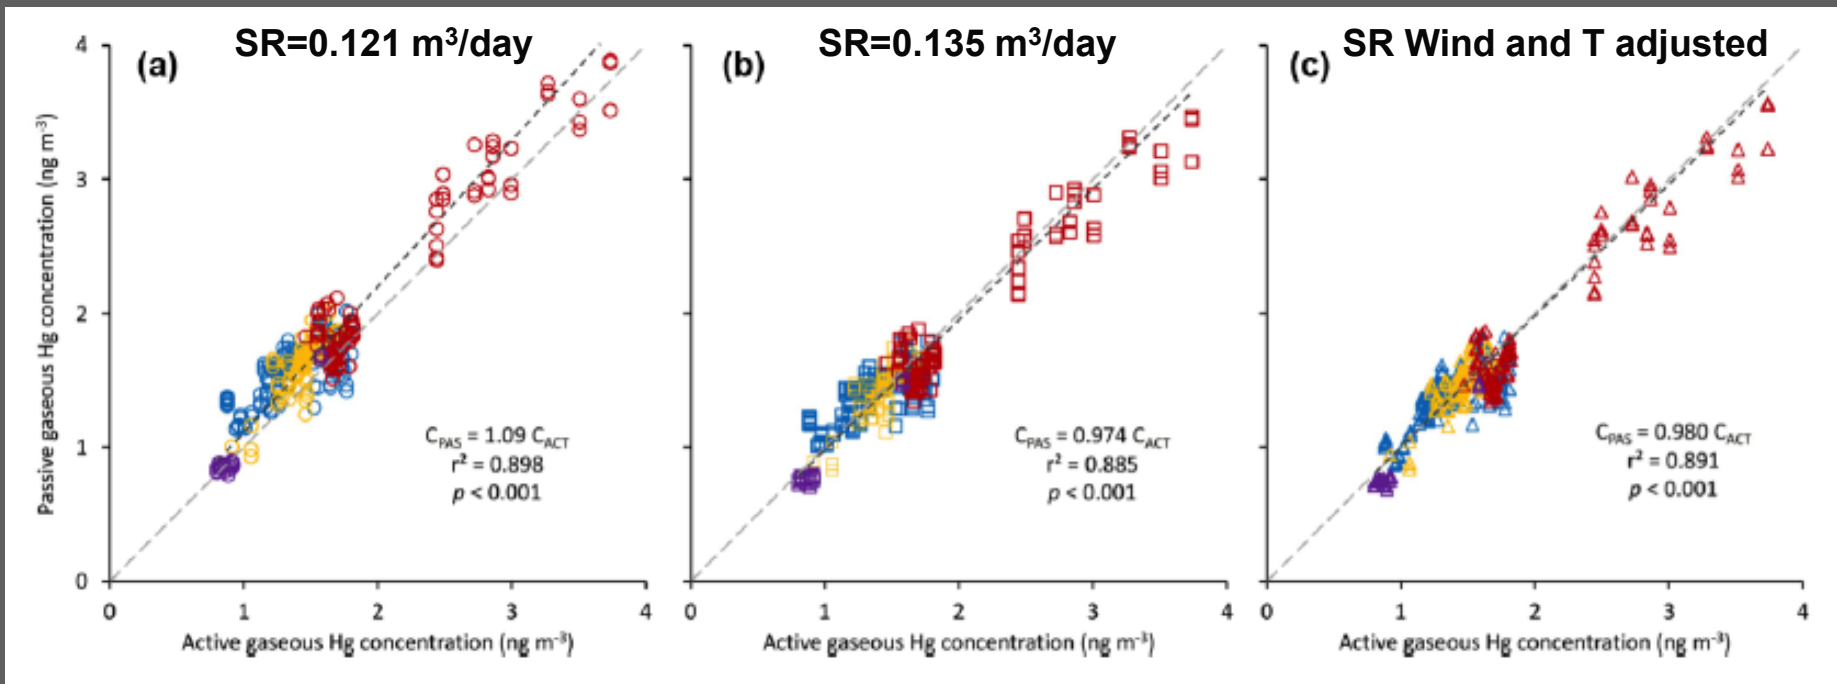 SR=0.121 m³/day
SR=0.135 m³/day
SR Wind and T adjusted
(a)
(b)
(c)
Passive gaseous Hg concentration (ng m⁻³)
4
3
2
1
0
C_PAS = 1.09 C_ACT
r² = 0.898
p < 0.001
C_PAS = 0.974 C_ACT
r² = 0.885
p < 0.001
C_PAS = 0.980 C_ACT
r² = 0.891
p < 0.001
0 1 2 3 4
0 1 2 3 4
0 1 2 3 4
Active gaseous Hg concentration (ng m⁻³)
Active gaseous Hg concentration (ng m⁻³)
Active gaseous Hg concentration (ng m⁻³)